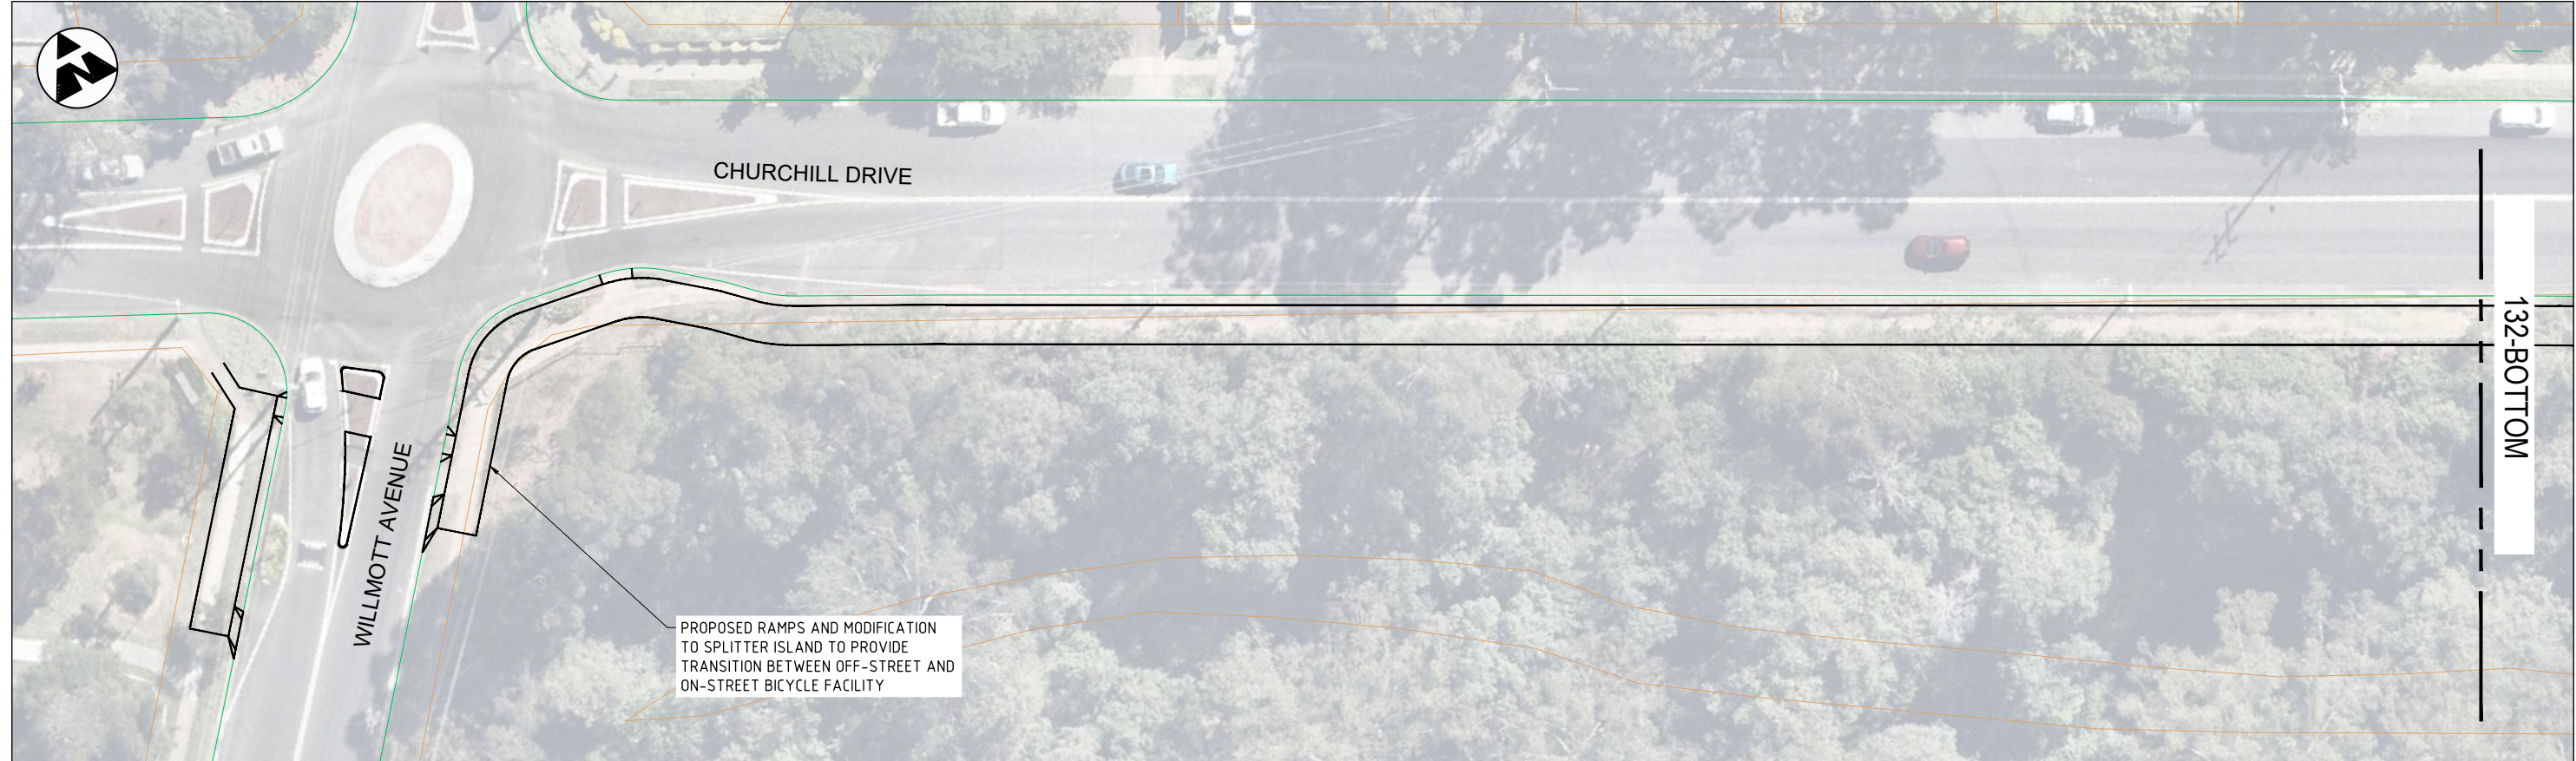 CHURCHILL DRIVE
WILLMOTT AVENUE
PROPOSED RAMPS AND MODIFICATION
TO SPLITTER ISLAND TO PROVIDE
TRANSITION BETWEEN OFF-STREET AND
ON-STREET BICYCLE FACILITY
132-BOTTOM